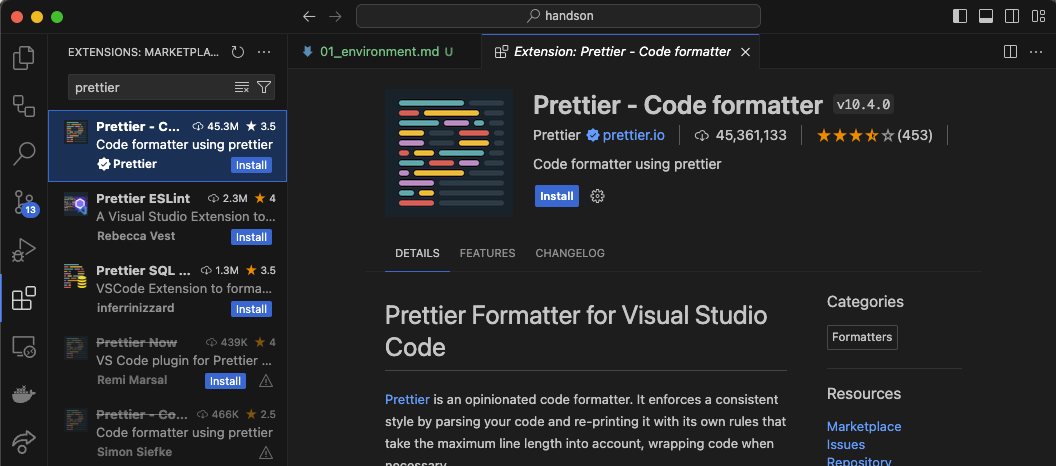 handson
EXTENSIONS: MARKETPLA...
prettier
Prettier - C... 45.3M 3.5
Code formatter using prettier
Prettier Install
Prettier ESLint 2.3M 4
A Visual Studio Extension to...
Rebecca Vest Install
Prettier SQL ... 1.3M 3.5
VSCode Extension to forma...
inferrinizzard Install
Prettier Now 439K 4
VS Code plugin for Prettier ...
Remi Marsal Install
Prettier - Co... 466K 2.5
Code formatter using prettier
Simon Siefke
13
01_environment.md U
Extension: Prettier - Code formatter
Prettier - Code formatter v10.4.0
Prettier prettier.io 45,361,133 (453)
Code formatter using prettier
Install
DETAILS FEATURES CHANGELOG
Prettier Formatter for Visual Studio
Code
Prettier is an opinionated code formatter. It enforces a consistent
style by parsing your code and re-printing it with its own rules that
take the maximum line length into account, wrapping code when
necessary.
Categories
Formatters
Resources
Marketplace
Issues
Repository